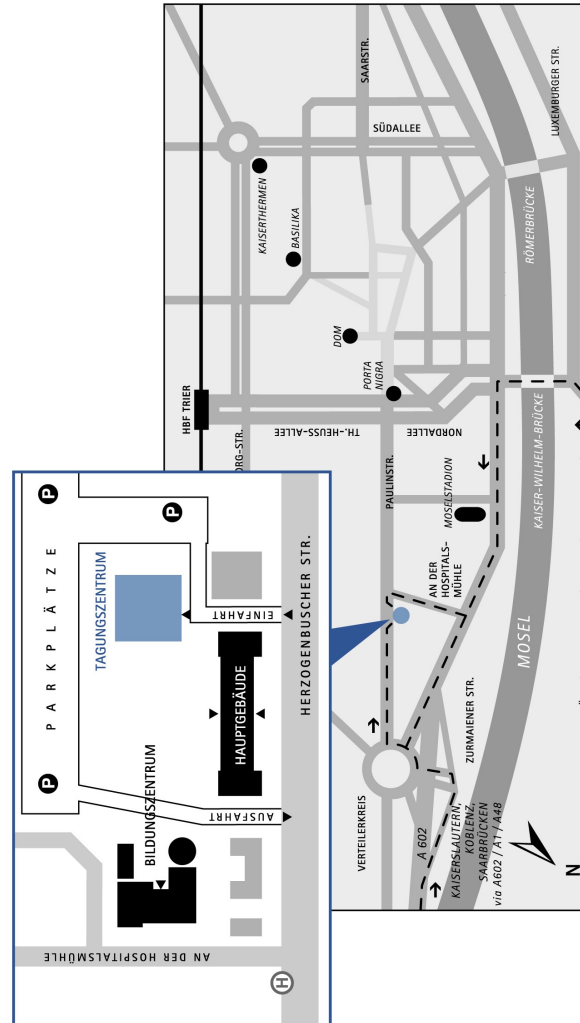 SAARSTR.
SÜDALLEE
LUXEMBURGER STR.
KAISERTHERMEN
BASILIKA
RÖMERBRÜCKE
DOM
PORTA
NIGRA
HBF TRIER
TH.-HEUSS-ALLEE
NORDALLEE
KAISER-WILHELM-BRÜCKE
ORG-STR.
PAULINSTR.
MOSELSTADION
AN DER
HOSPITALS-
MÜHLE
MOSEL
ZURMAIENER STR.
VERTEILERKREIS
A 602
KAISERSLAUTERN,
KOBLENZ,
SAARBRÜCKEN
via A602 / A1 / A48
N
P
P
P
PARKPLÄTZE
TAGUNGSZENTRUM
EINFAHRT
HERZOGENBUSCHER STR.
HAUPTGEBÄUDE
AUSFAHRT
BILDUNGSZENTRUM
AN DER HOSPITALSMÜHLE
H